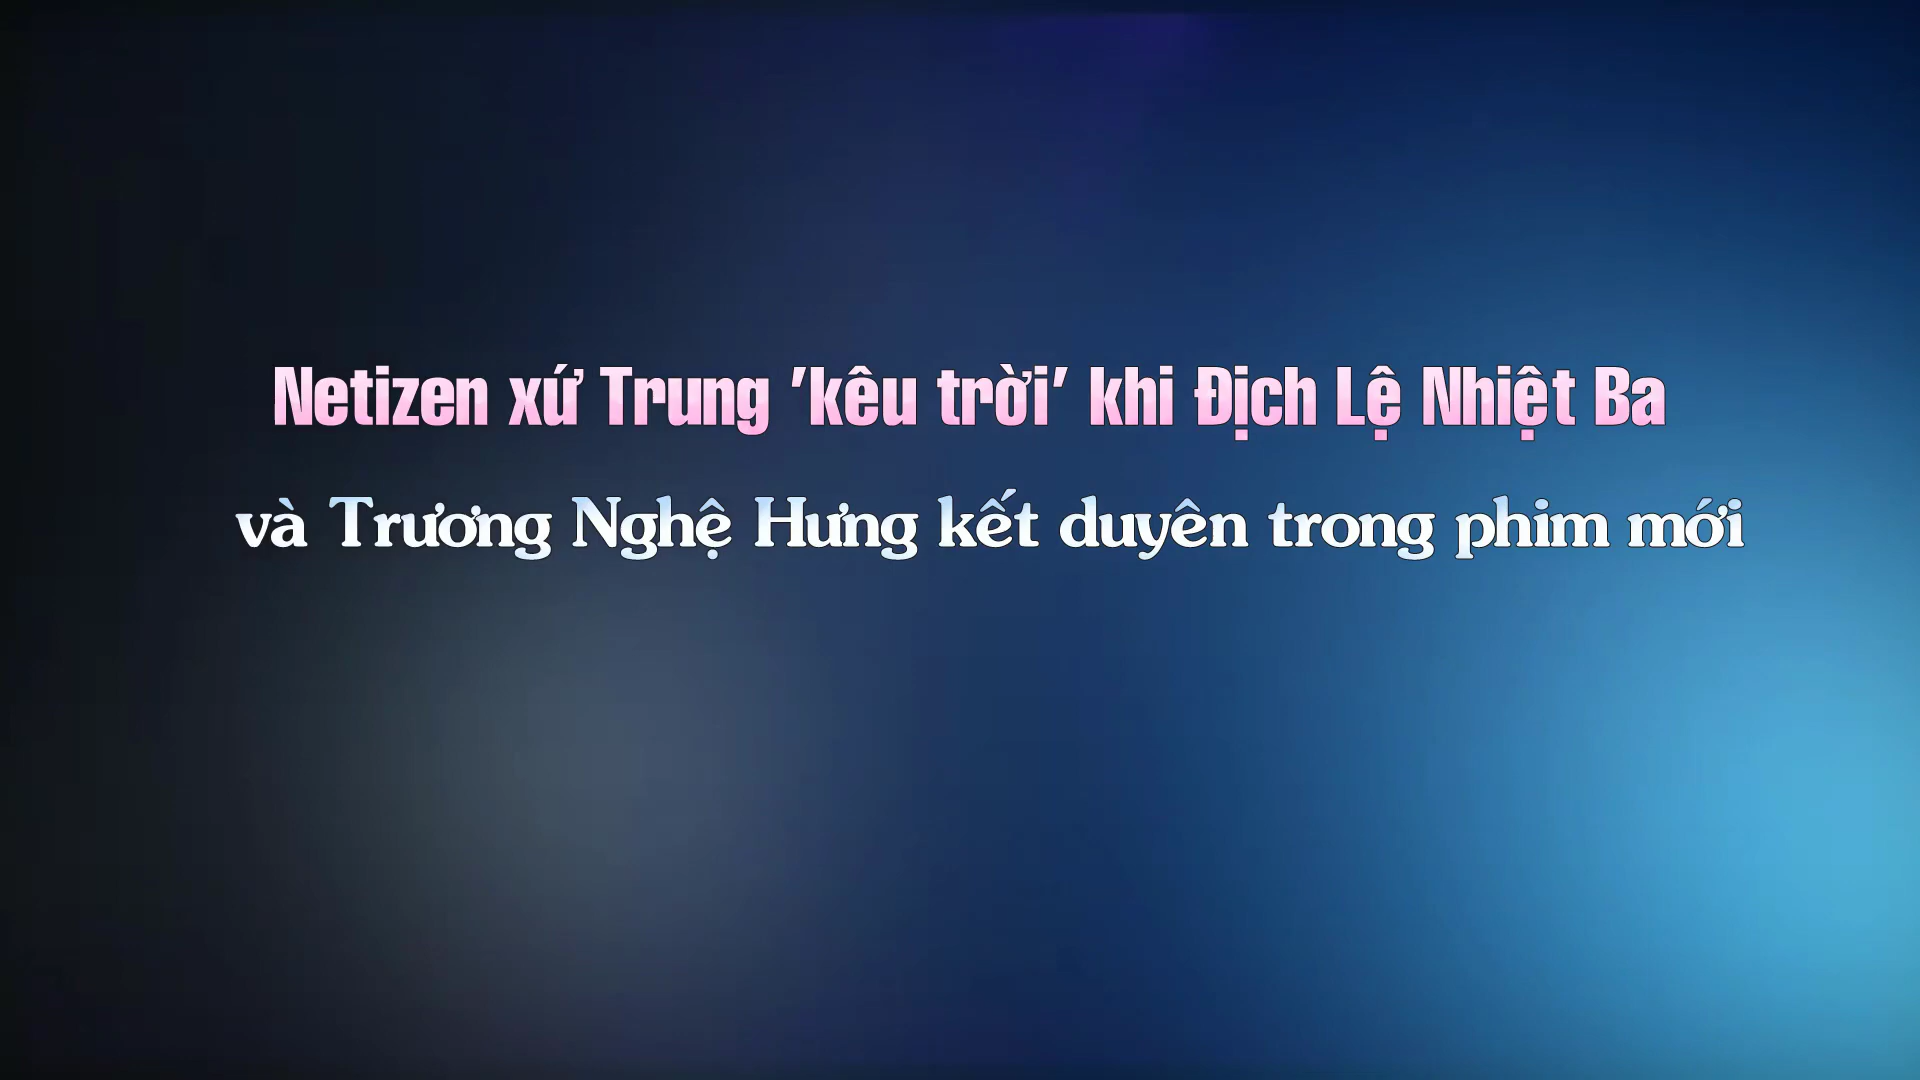 Netizen xứ Trung 'kêu trời' khi Địch Lệ Nhiệt Ba
và Trương Nghệ Hưng kết duyên trong phim mới